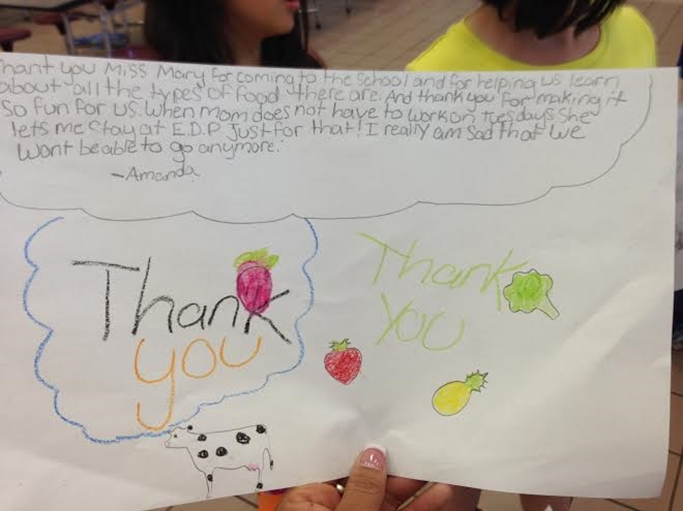 Thant you Miss Mary for coming to the school and for helping us learn
about all the types of food there are. And thank you for making it
so fun for us. When mom does not have to work on tuesdays she
lets me stay at E.D.P Just for that! I really am sad that we
wont be able to go anymore.
-Amanda
Thank
you
Thank
you